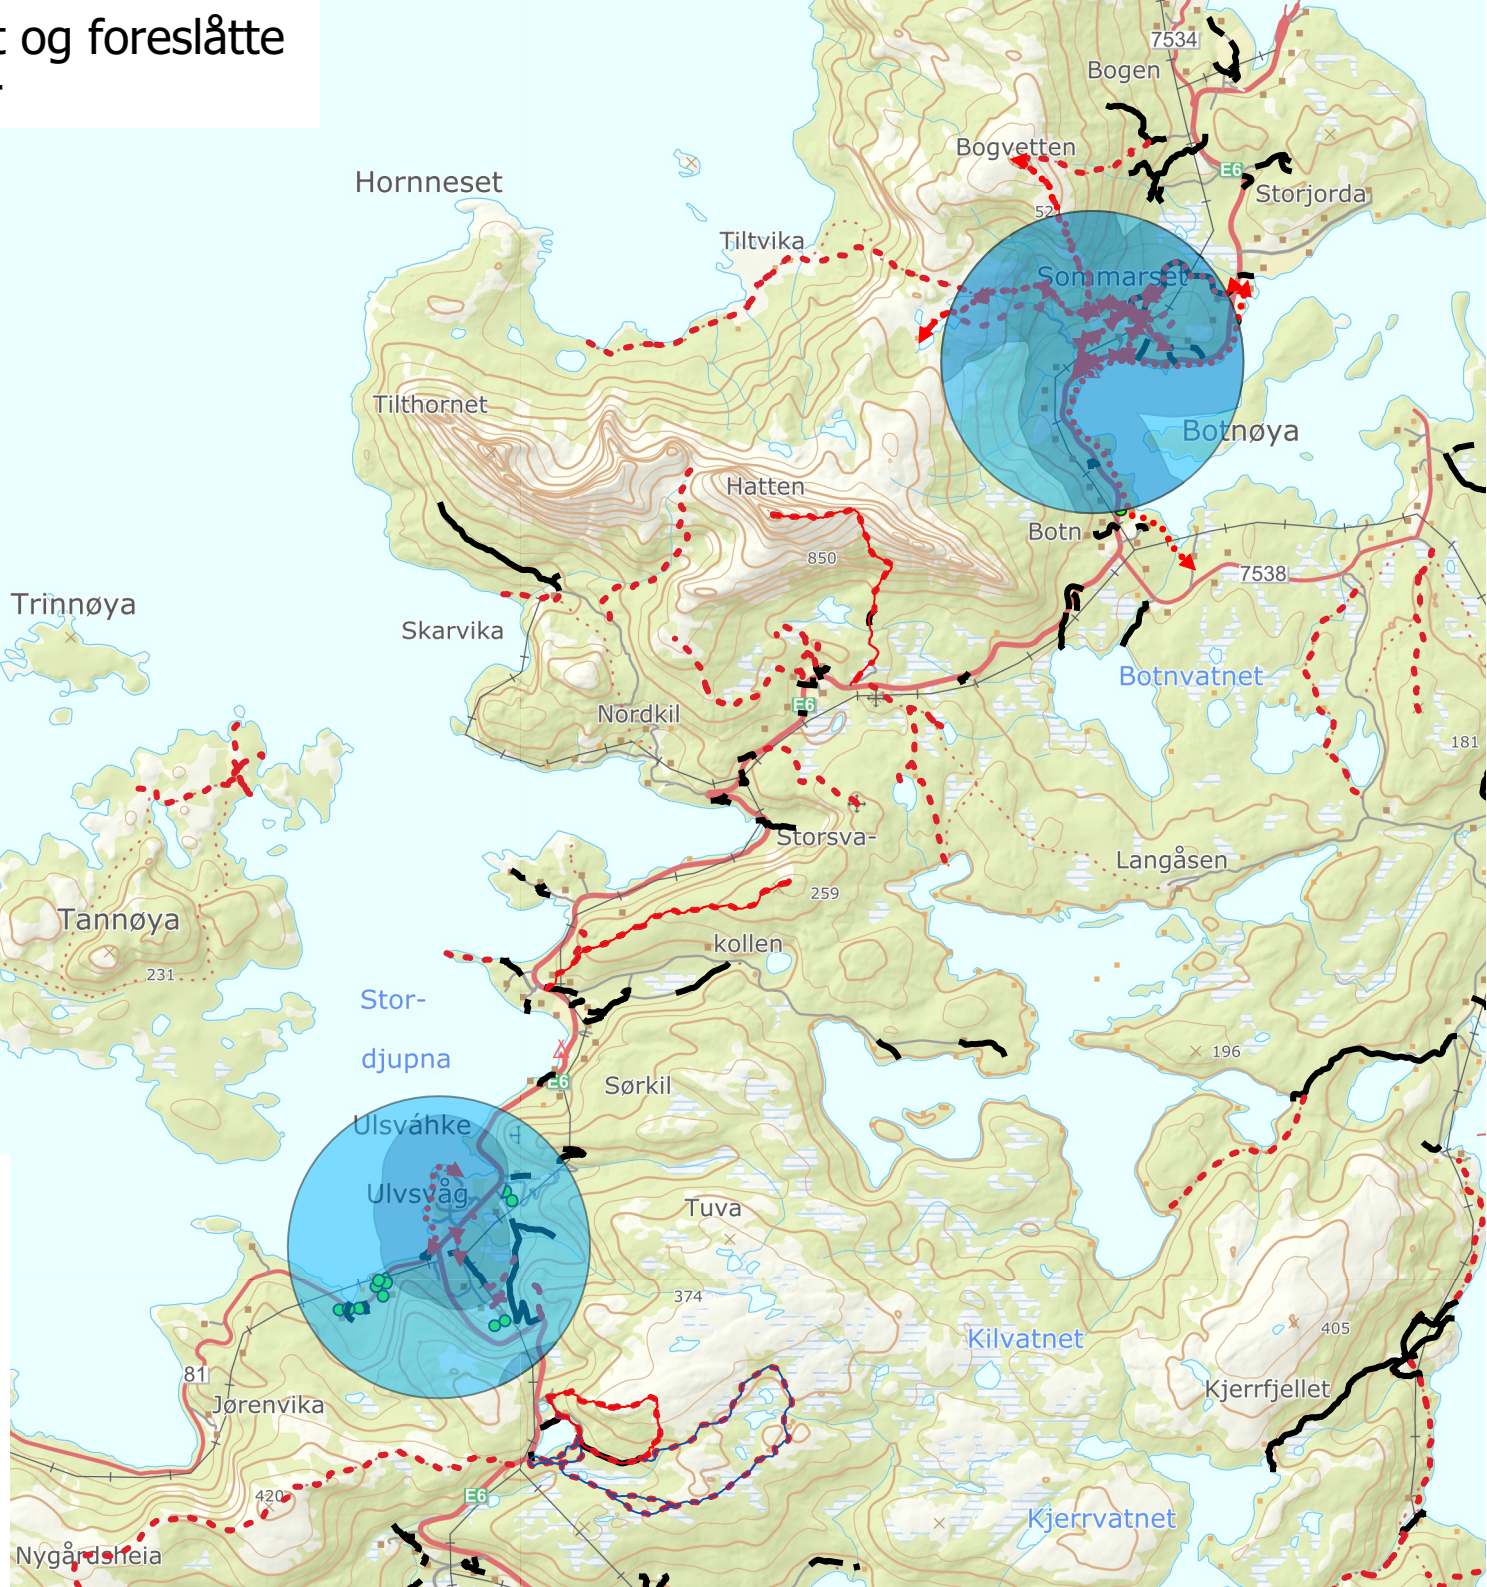 og foreslåtte
7534
Bogen
Bogvetten
E6
Hornneset
Storjorda
52
Tiltvika
Sommarset
Tilthornet
Botnøya
Hatten
Botn
850
7538
Trinnøya
Skarvika
Botnvatnet
E6
Nordkil
181
Storsva-
Langåsen
259
Tannøya
kollen
231
Stor-
196
djupna
E6
Sørkil
Ulsváhke
Ulvsvåg
Tuva
374
405
Kilvatnet
81
Kjerrfjellet
Jørenvika
420
E6
Kjerrvatnet
Nygårdsheia